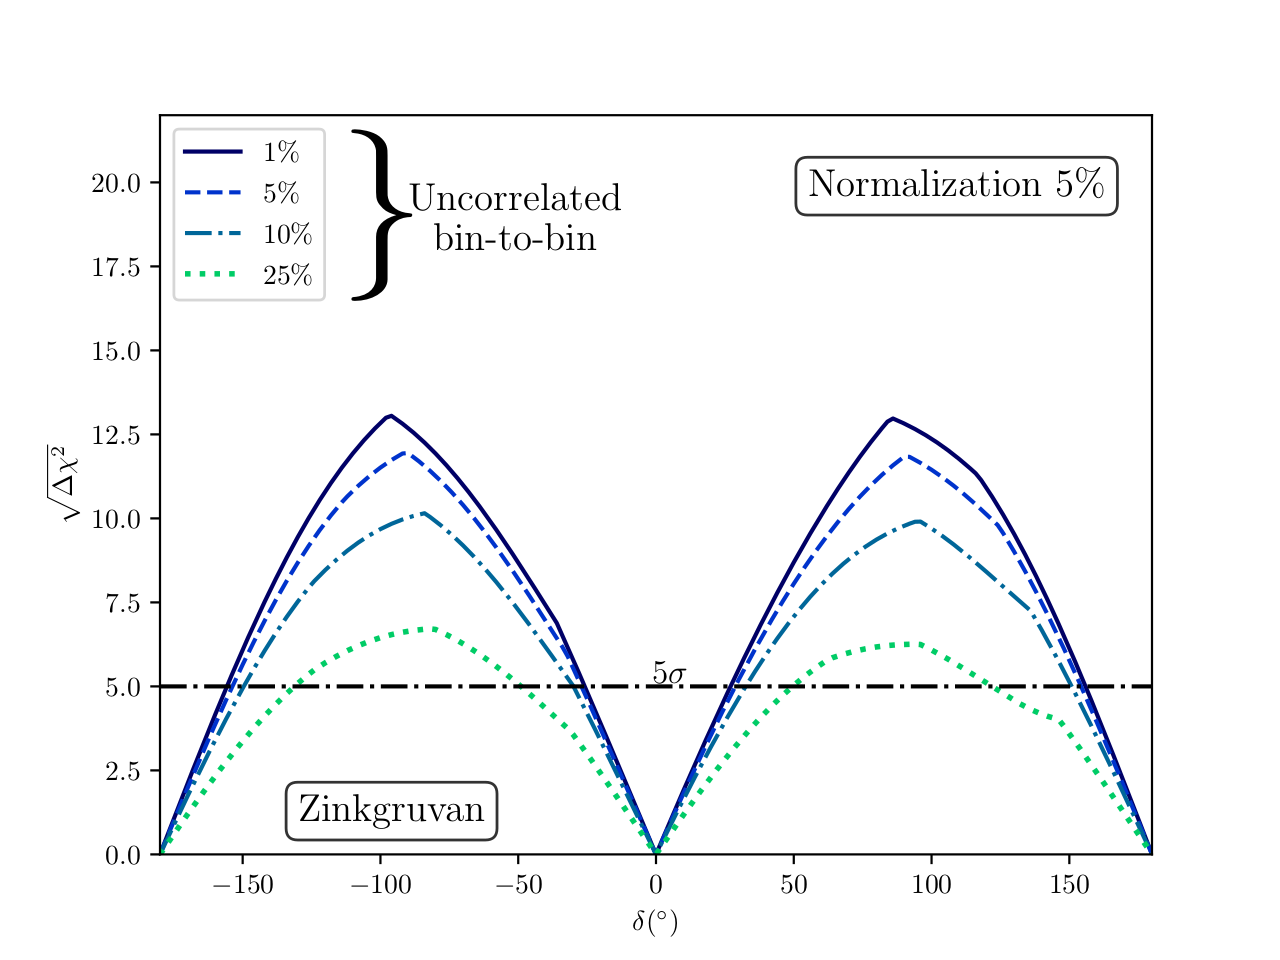 1%
5%
10%
25%
Uncorrelated
bin-to-bin
Normalization 5%
20.0
17.5
15.0
12.5
10.0
7.5
5.0
2.5
0.0
√Δχ²
5σ
Zinkgruvan
−150 −100 −50 0 50 100 150
δ(°)